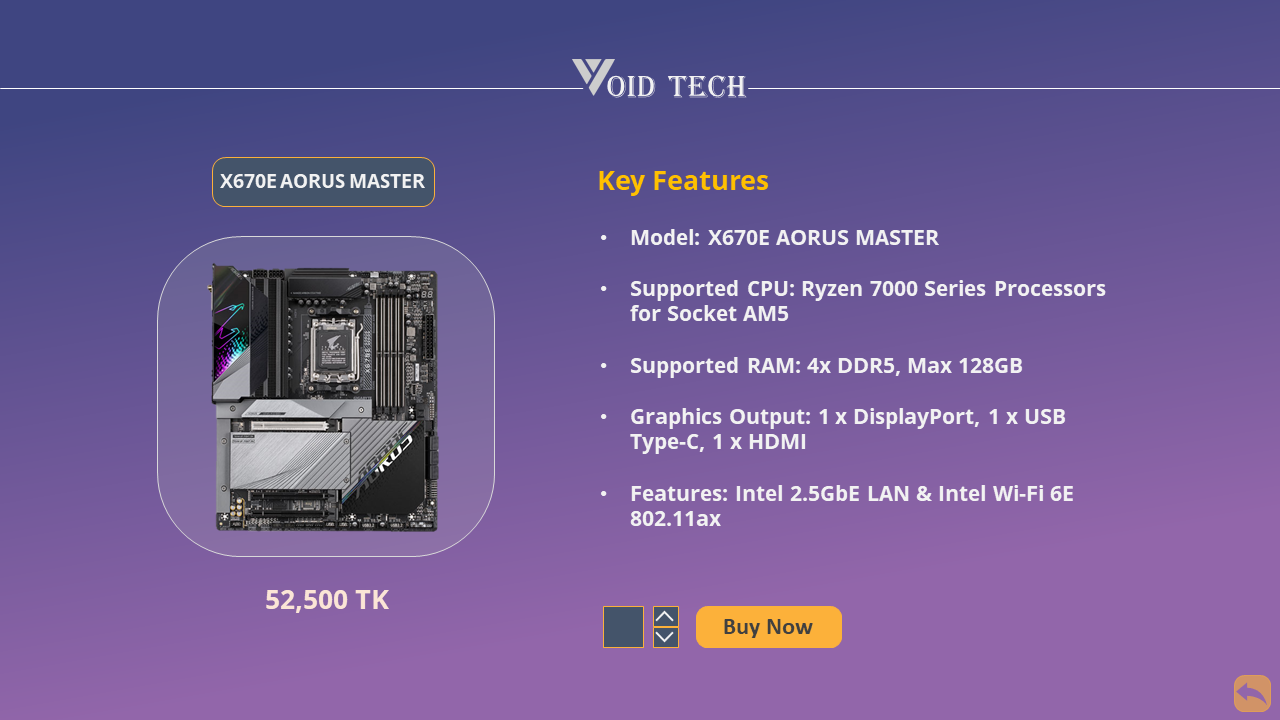 VOID TECH
X670E AORUS MASTER
Key Features
• Model: X670E AORUS MASTER
• Supported CPU: Ryzen 7000 Series Processors
for Socket AM5
• Supported RAM: 4x DDR5, Max 128GB
• Graphics Output: 1 x DisplayPort, 1 x USB
Type-C, 1 x HDMI
• Features: Intel 2.5GbE LAN & Intel Wi-Fi 6E
802.11ax
AORUS
52,500 TK
Buy Now